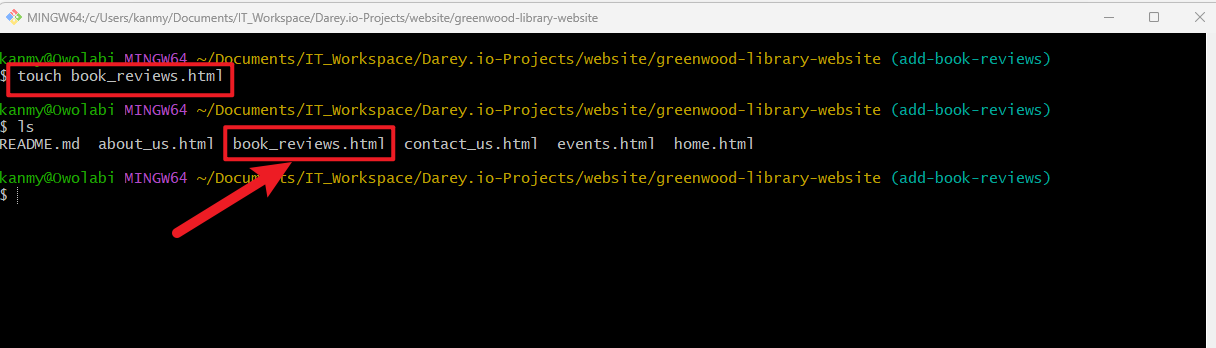 MINGW64:/c/Users/kanmy/Documents/IT_Workspace/Darey.io-Projects/website/greenwood-library-website
kanmy@Owolabi MINGW64 ~/Documents/IT_Workspace/Darey.io-Projects/website/greenwood-library-website (add-book-reviews)
$ touch book_reviews.html
kanmy@Owolabi MINGW64 ~/Documents/IT_Workspace/Darey.io-Projects/website/greenwood-library-website (add-book-reviews)
$ ls
README.md  about_us.html  book_reviews.html  contact_us.html  events.html  home.html
kanmy@Owolabi MINGW64 ~/Documents/IT_Workspace/Darey.io-Projects/website/greenwood-library-website (add-book-reviews)
$